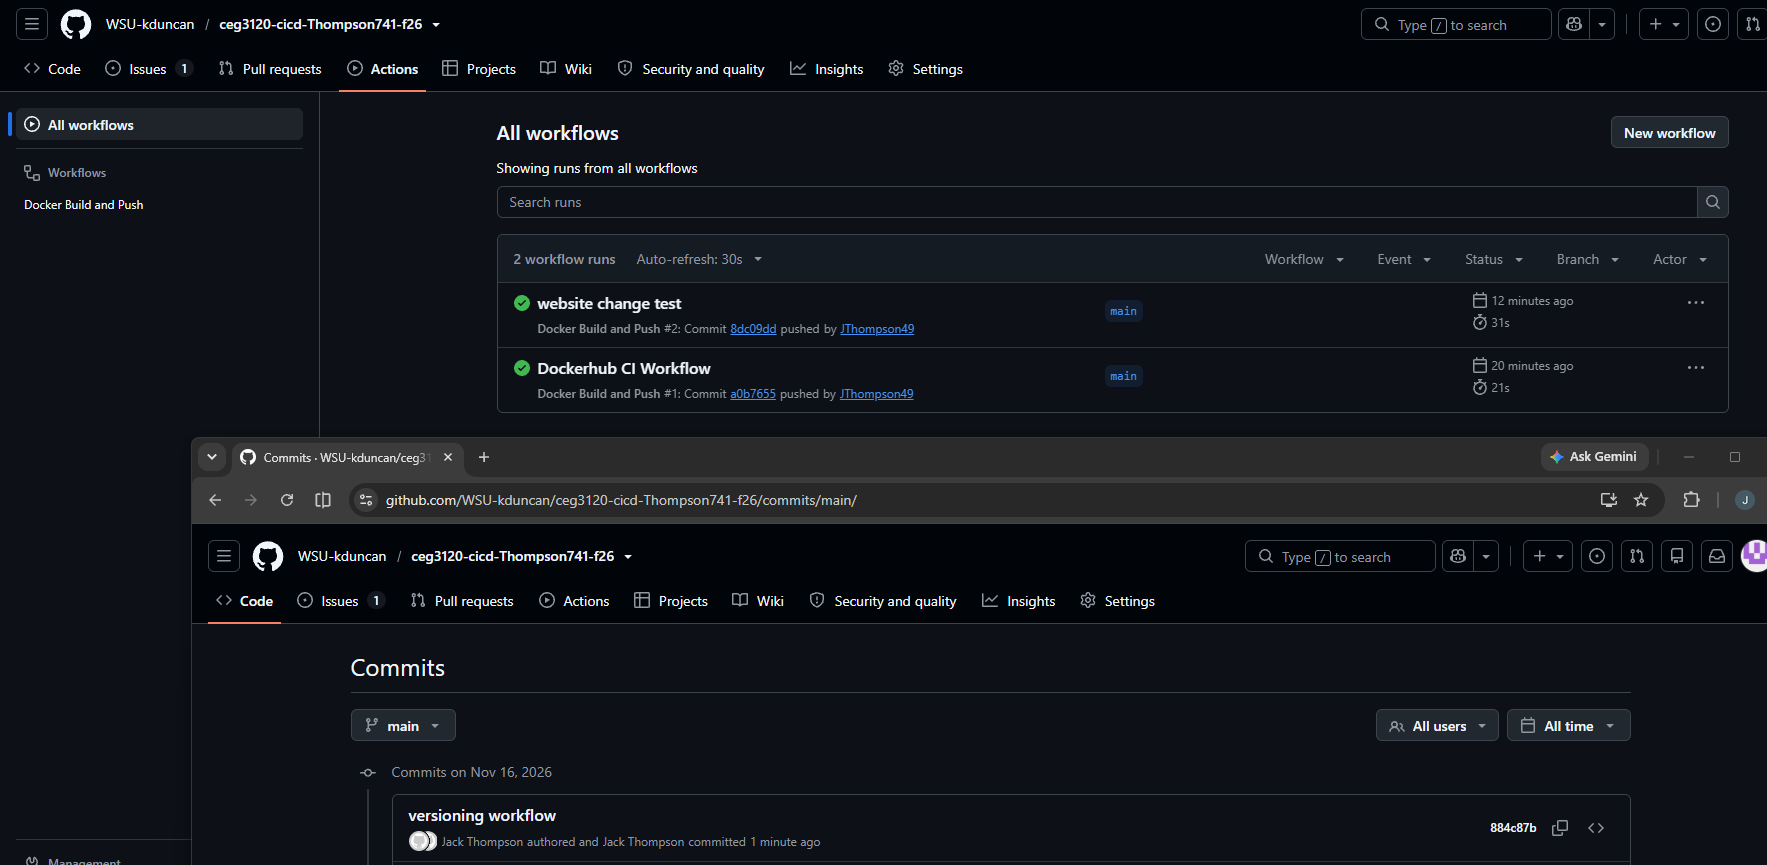 WSU-kduncan / ceg3120-cicd-Thompson741-f26
Type / to search
Code
Issues 1
Pull requests
Actions
Projects
Wiki
Security and quality
Insights
Settings
All workflows
Workflows
Docker Build and Push
Management
All workflows
New workflow
Showing runs from all workflows
Search runs
2 workflow runs
Auto-refresh: 30s
Workflow
Event
Status
Branch
Actor
website change test
main
12 minutes ago
Docker Build and Push #2: Commit 8dc09dd pushed by JThompson49
31s
Dockerhub CI Workflow
main
20 minutes ago
Docker Build and Push #1: Commit a0b7655 pushed by JThompson49
21s
Commits · WSU-kduncan/ceg31
Ask Gemini
github.com/WSU-kduncan/ceg3120-cicd-Thompson741-f26/commits/main/
J
WSU-kduncan / ceg3120-cicd-Thompson741-f26
Type / to search
Code
Issues 1
Pull requests
Actions
Projects
Wiki
Security and quality
Insights
Settings
Commits
main
All users
All time
Commits on Nov 16, 2026
versioning workflow
884c87b
Jack Thompson authored and Jack Thompson committed 1 minute ago